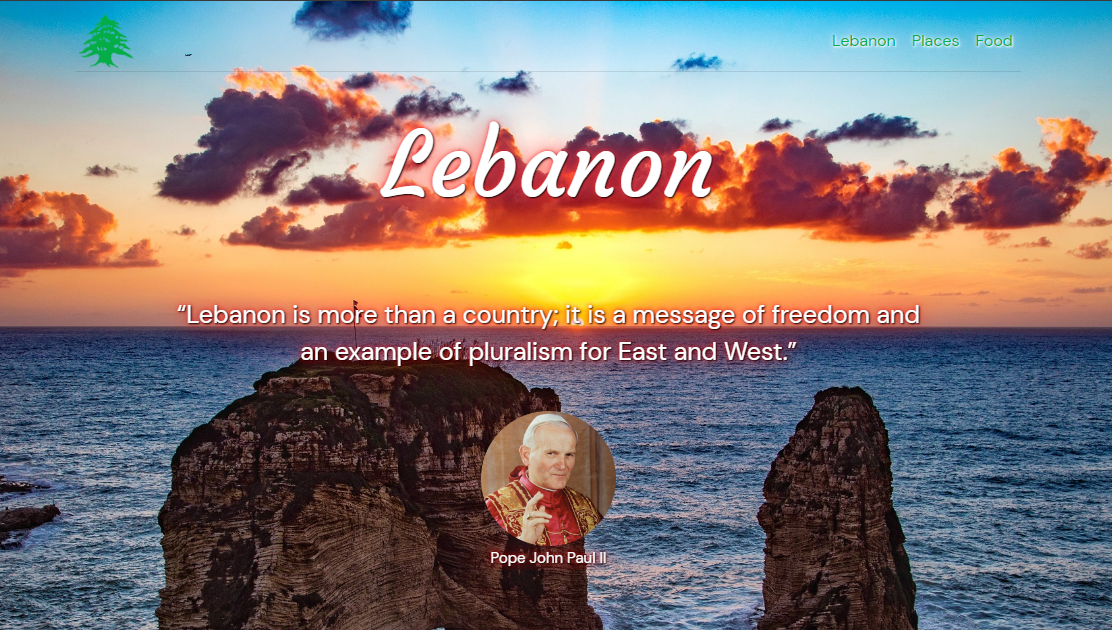 Lebanon Places Food
Lebanon
“Lebanon is more than a country; it is a message of freedom and
an example of pluralism for East and West.”
Pope John Paul II